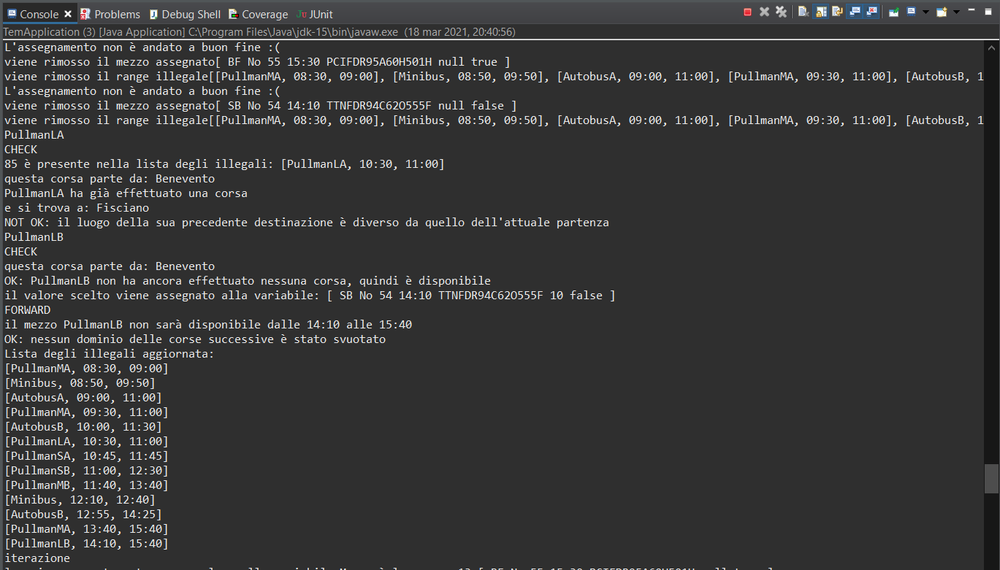 Console Problems Debug Shell Coverage JUnit
TemApplication (3) [Java Application] C:\Program Files\Java\jdk-15\bin\javaw.exe (18 mar 2021, 20:40:56)
L'assegnamento non è andato a buon fine :(
viene rimosso il mezzo assegnato[ BF No 55 15:30 PCIFDR95A60H501H null true ]
viene rimosso il range illegale[[PullmanMA, 08:30, 09:00], [Minibus, 08:50, 09:50], [AutobusA, 09:00, 11:00], [PullmanMA, 09:30, 11:00], [AutobusB, 1
L'assegnamento non è andato a buon fine :(
viene rimosso il mezzo assegnato[ SB No 54 14:10 TTNFDR94C62O555F null false ]
viene rimosso il range illegale[[PullmanMA, 08:30, 09:00], [Minibus, 08:50, 09:50], [AutobusA, 09:00, 11:00], [PullmanMA, 09:30, 11:00], [AutobusB, 1
PullmanLA
CHECK
85 è presente nella lista degli illegali: [PullmanLA, 10:30, 11:00]
questa corsa parte da: Benevento
PullmanLA ha già effettuato una corsa
e si trova a: Fisciano
NOT OK: il luogo della sua precedente destinazione è diverso da quello dell'attuale partenza
PullmanLB
CHECK
questa corsa parte da: Benevento
OK: PullmanLB non ha ancora effettuato nessuna corsa, quindi è disponibile
il valore scelto viene assegnato alla variabile: [ SB No 54 14:10 TTNFDR94C62O555F 10 false ]
FORWARD
il mezzo PullmanLB non sarà disponibile dalle 14:10 alle 15:40
OK: nessun dominio delle corse successive è stato svuotato
Lista degli illegali aggiornata:
[PullmanMA, 08:30, 09:00]
[Minibus, 08:50, 09:50]
[AutobusA, 09:00, 11:00]
[PullmanMA, 09:30, 11:00]
[AutobusB, 10:00, 11:30]
[PullmanLA, 10:30, 11:00]
[PullmanSA, 10:45, 11:45]
[PullmanSB, 11:00, 12:30]
[PullmanMB, 11:40, 13:40]
[Minibus, 12:10, 12:40]
[AutobusB, 12:55, 14:25]
[PullmanMA, 13:40, 15:40]
[PullmanLB, 14:10, 15:40]
iterazione